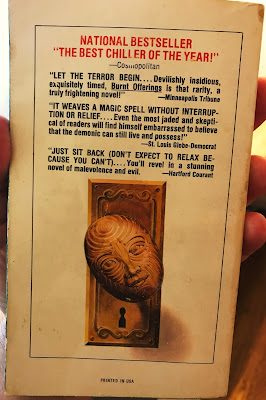 NATIONAL BESTSELLER
"THE BEST CHILLER OF THE YEAR!"
—Cosmopolitan
"LET THE TERROR BEGIN.... Devilishly insidious,
exquisitely timed, Burnt Offerings is that rarity, a
truly frightening novel!" —Minneapolis Tribune
"IT WEAVES A MAGIC SPELL WITHOUT INTERRUP-
TION OR RELIEF.... Even the most jaded and skepti-
cal of readers will find himself embarrassed to believe
that the demonic can still live and possess!"
—St. Louis Globe-Democrat
"JUST SIT BACK (DON'T EXPECT TO RELAX BE-
CAUSE YOU CAN'T).... You'll revel in a stunning
novel of malevolence and evil. —Hartford Courant
PRINTED IN USA